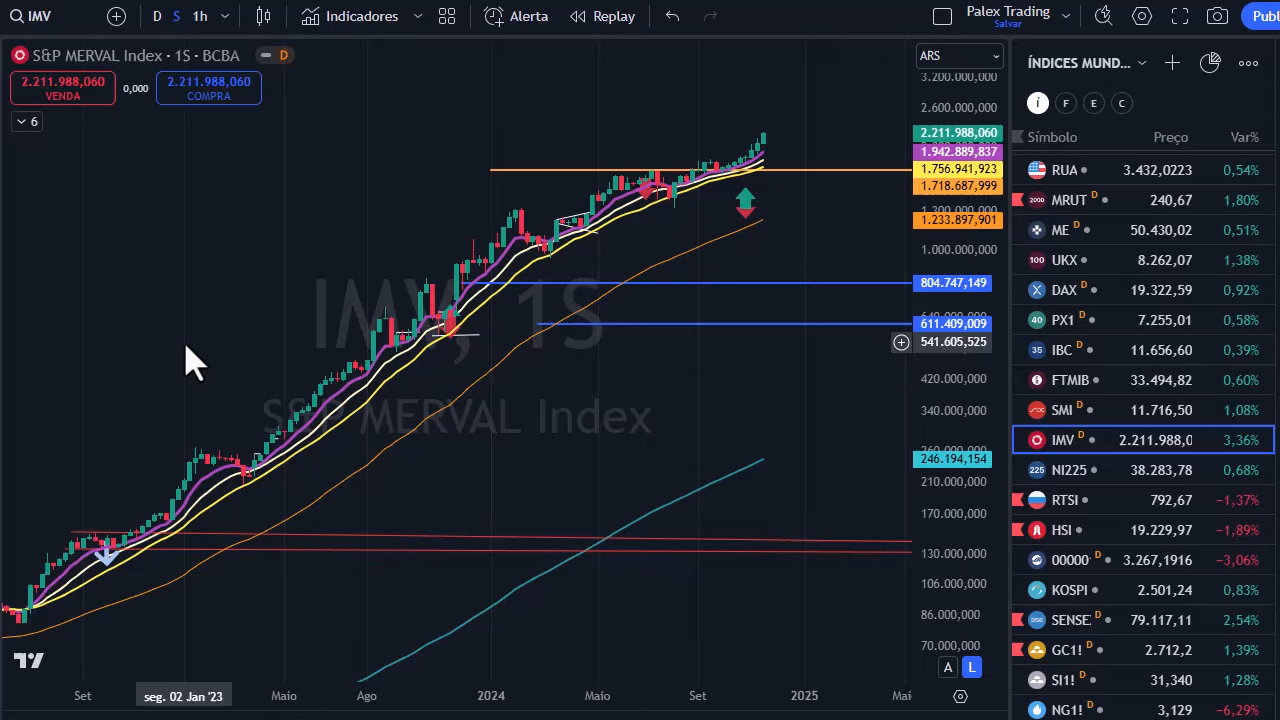 IMV
D S 1h Indicadores Alerta Replay
Palex Trading
Salvar
Publ
S&P MERVAL Index · 1S · BCBA
D
2.211.988,060
VENDA
0,000
2.211.988,060
COMPRA
6
ARS
3.200.000,000
2.600.000,000
2.211.988,060
1.942.889,837
1.756.941,923
1.718.687,999
1.200.000,000
1.233.897,901
1.000.000,000
804.747,149
611.409,009
541.605,525
420.000,000
340.000,000
246.194,154
210.000,000
170.000,000
130.000,000
106.000,000
86.000,000
70.000,000
IMV, 1S
S&P MERVAL Index
A L
Set
seg. 02 Jan '23
Maio
Ago
2024
Maio
Set
2025
Mai
ÍNDICES MUND...
Í F E C
Símbolo Preço Var%
RUA 3.432,0223 0,54%
2000 MRUT D 240,67 1,80%
ME D 50.430,02 0,51%
100 UKX 8.262,07 1,38%
DAX D 19.322,59 0,92%
40 PX1 D 7.255,01 0,58%
35 IBC D 11.656,60 0,39%
FTMIB 33.494,82 0,60%
SMI D 11.716,50 1,08%
IMV D 2.211.988,0 3,36%
225 NI225 38.283,78 0,68%
RTSI 792,67 −1,37%
HSI 19.229,97 −1,89%
00000 D 3.267,1916 −3,06%
KOSPI 2.501,24 0,83%
SENSE D 79.117,11 2,54%
GC1! D 2.712,2 1,39%
SI1! D 31,340 1,28%
NG1! D 3,129 −6,29%